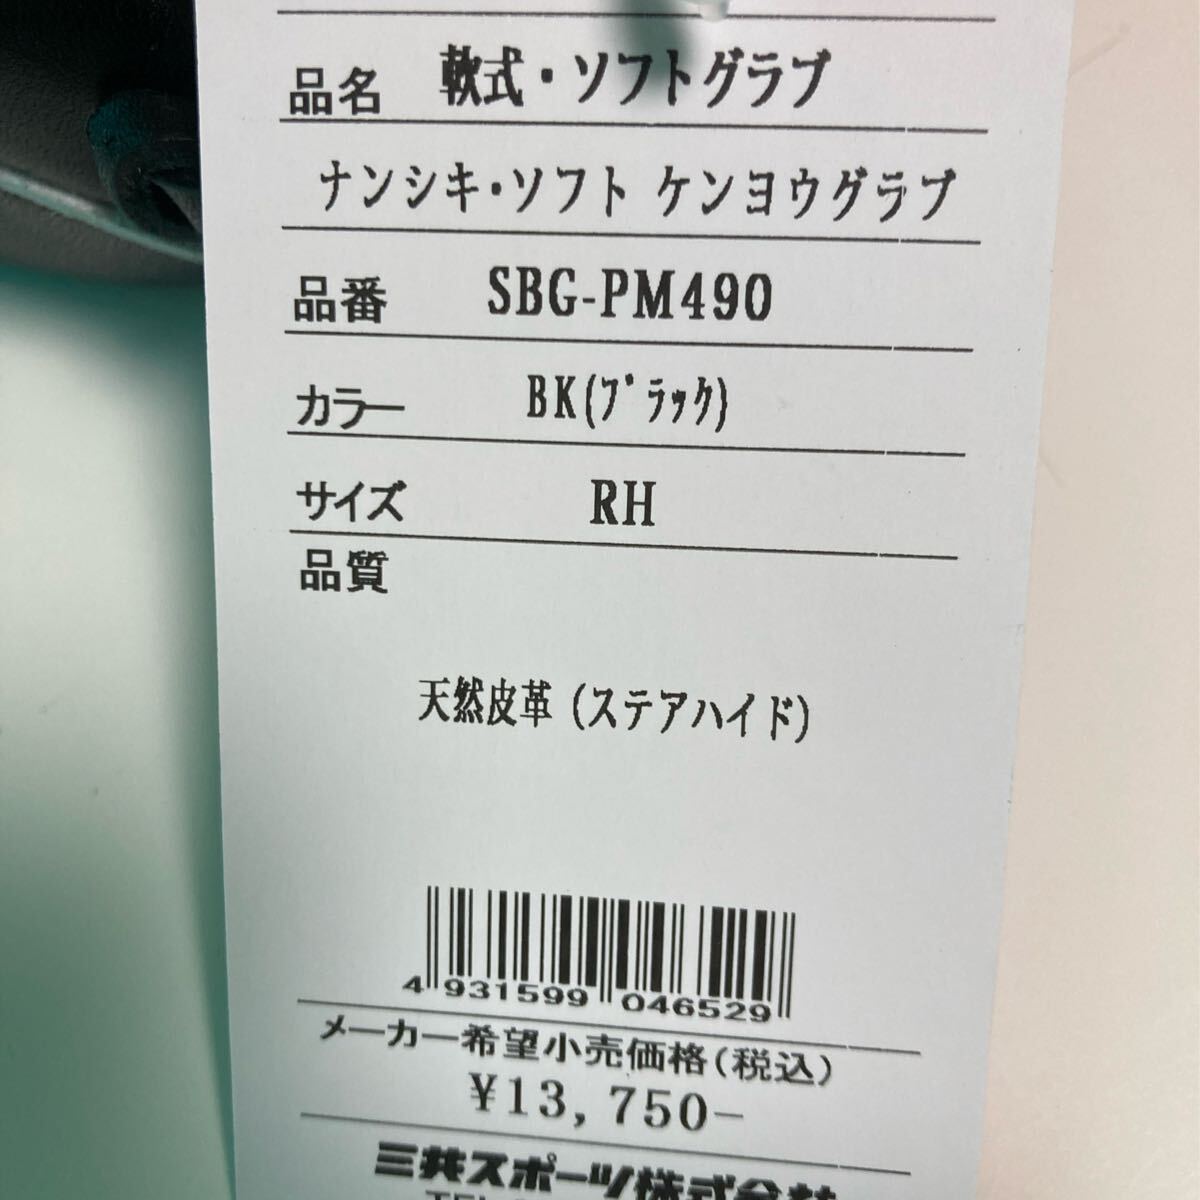 品名 軟式・ソフトグラブ
ナンシキ・ソフト ケンヨウグラブ
品番 SBG-PM490
カラー BK(ブラック)
サイズ RH
品質
天然皮革 (ステアハイド)
4 931599 046529
メーカー希望小売価格(税込)
¥13,750-
三共スポーツ株式会社